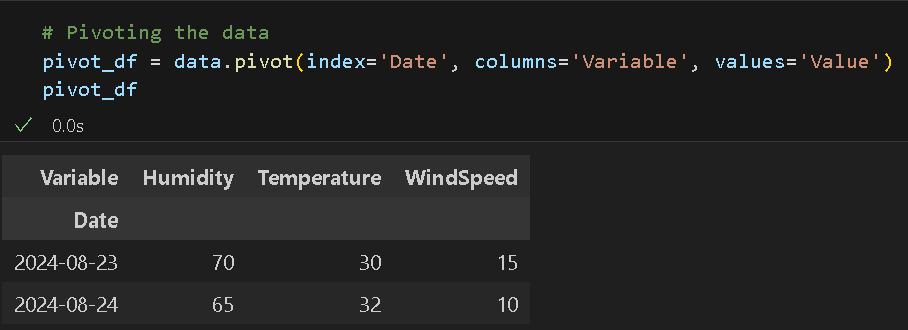 # Pivoting the data
pivot_df = data.pivot(index='Date', columns='Variable', values='Value')
pivot_df
✓ 0.0s
Variable Humidity Temperature WindSpeed
Date
2024-08-23 70 30 15
2024-08-24 65 32 10